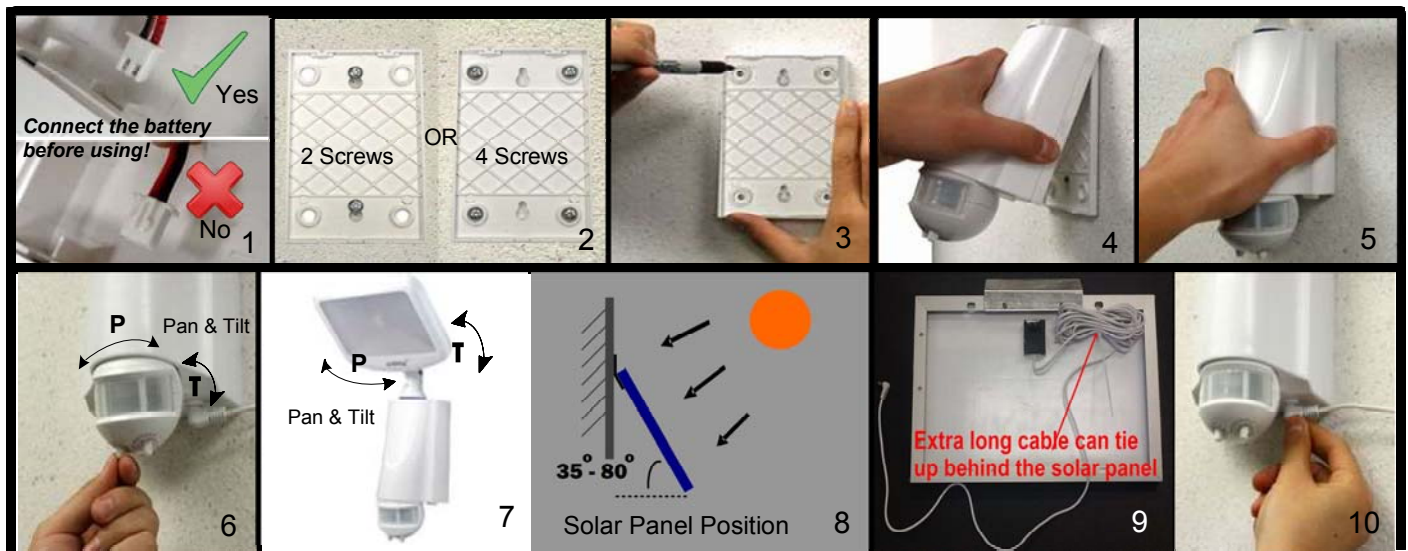 Yes
Connect the battery
before using!
No
1
2 Screws
OR
4 Screws
2
3
4
5
P
Pan & Tilt
T
6
P
T
Pan & Tilt
7
35° - 80°
Solar Panel Position
8
Extra long cable can tie
up behind the solar panel
9
10